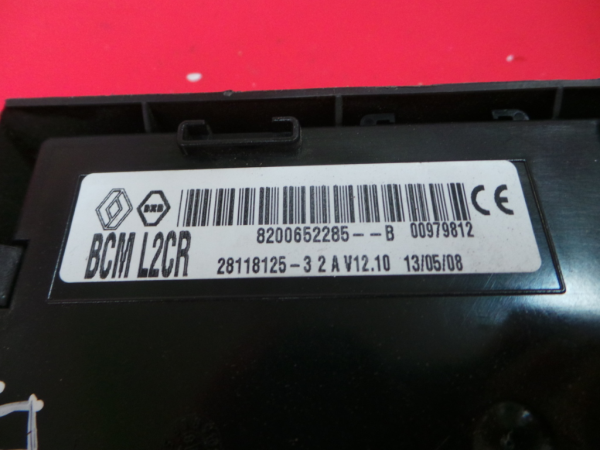 8200652285--B 00979812
BCM L2CR
28118125-3 2 A V12.10 13/05/08
CE